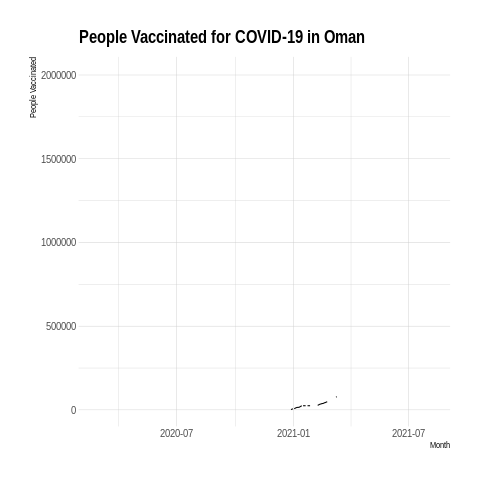 People Vaccinated for COVID-19 in Oman
People Vaccinated
2000000
1500000
1000000
500000
0
2020-07
2021-01
2021-07
Month